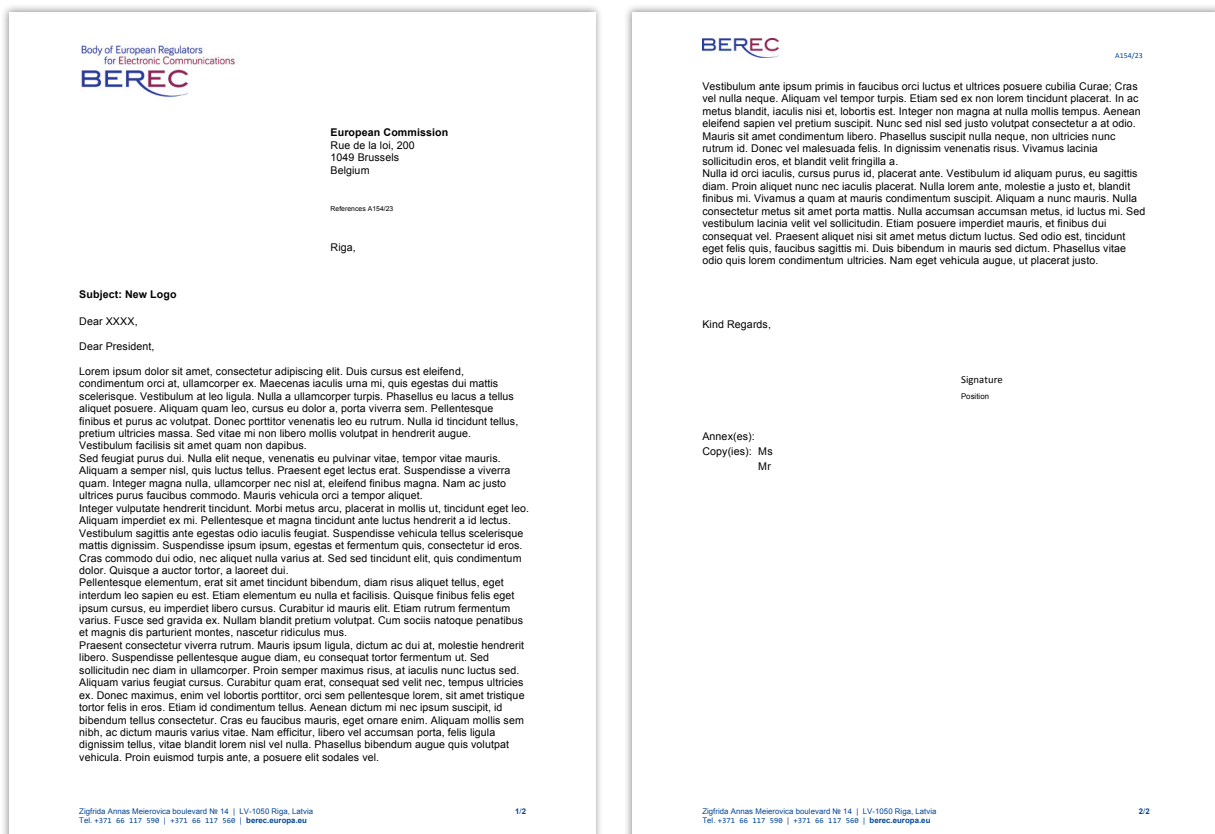 Body of European Regulators
for Electronic Communications
BEREC
European Commission
Rue de la loi, 200
1049 Brussels
Belgium
References A154/23
Riga,
Subject: New Logo
Dear XXXX,
Dear President,
Lorem ipsum dolor sit amet, consectetur adipiscing elit. Duis cursus est eleifend,
condimentum orci at, ullamcorper ex. Maecenas iaculis urna mi, quis egestas dui mattis
scelerisque. Vestibulum at leo ligula. Nulla a ullamcorper turpis. Phasellus eu lacus a tellus
aliquet posuere. Aliquam quam leo, cursus eu dolor a, porta viverra sem. Pellentesque
finibus et purus ac volutpat. Donec porttitor venenatis leo eu rutrum. Nulla id tincidunt tellus,
pretium ultricies massa. Sed vitae mi non libero mollis volutpat in hendrerit augue.
Vestibulum facilisis sit amet quam non dapibus.
Sed feugiat purus dui. Nulla elit neque, venenatis eu pulvinar vitae, tempor vitae mauris.
Aliquam a semper nisl, quis luctus tellus. Praesent eget lectus erat. Suspendisse a viverra
quam. Integer magna nulla, ullamcorper nec nisl at, eleifend finibus magna. Nam ac justo
ultrices purus faucibus commodo. Mauris vehicula orci a tempor aliquet.
Integer vulputate hendrerit tincidunt. Morbi metus arcu, placerat in mollis ut, tincidunt eget leo.
Aliquam imperdiet ex mi. Pellentesque et magna tincidunt ante luctus hendrerit a id lectus.
Vestibulum sagittis ante egestas odio iaculis feugiat. Suspendisse vehicula tellus scelerisque
mattis dignissim. Suspendisse ipsum ipsum, egestas et fermentum quis, consectetur id eros.
Cras commodo dui odio, nec aliquet nulla varius at. Sed sed tincidunt elit, quis condimentum
dolor. Quisque a auctor tortor, a laoreet dui.
Pellentesque elementum, erat sit amet tincidunt bibendum, diam risus aliquet tellus, eget
interdum leo sapien eu est. Etiam elementum eu nulla et facilisis. Quisque finibus felis eget
ipsum cursus, eu imperdiet libero cursus. Curabitur id mauris elit. Etiam rutrum fermentum
varius. Fusce sed gravida ex. Nullam blandit pretium volutpat. Cum sociis natoque penatibus
et magnis dis parturient montes, nascetur ridiculus mus.
Praesent consectetur viverra rutrum. Mauris ipsum ligula, dictum ac dui at, molestie hendrerit
libero. Suspendisse pellentesque augue diam, eu consequat tortor fermentum ut. Sed
sollicitudin nec diam in ullamcorper. Proin semper maximus risus, at iaculis nunc luctus sed.
Aliquam varius feugiat cursus. Curabitur quam erat, consequat sed velit nec, tempus ultricies
ex. Donec maximus, enim vel lobortis porttitor, orci sem pellentesque lorem, sit amet tristique
tortor felis in eros. Etiam id condimentum tellus. Aenean dictum mi nec ipsum suscipit, id
bibendum tellus consectetur. Cras eu faucibus mauris, eget ornare enim. Aliquam mollis sem
nibh, ac dictum mauris varius vitae. Nam efficitur, libero vel accumsan porta, felis ligula
dignissim tellus, vitae blandit lorem nisl vel nulla. Phasellus bibendum augue quis volutpat
vehicula. Proin euismod turpis ante, a posuere elit sodales vel.
Zigfrida Annas Meierovica boulevard № 14 | LV-1050 Riga, Latvia
Tel. +371 66 117 590 | +371 66 117 560 | berec.europa.eu
1/2
BEREC
A154/23
Vestibulum ante ipsum primis in faucibus orci luctus et ultrices posuere cubilia Curae; Cras
vel nulla neque. Aliquam vel tempor turpis. Etiam sed ex non lorem tincidunt placerat. In ac
metus blandit, iaculis nisi et, lobortis est. Integer non magna at nulla mollis tempus. Aenean
eleifend sapien vel pretium suscipit. Nunc sed nisl sed justo volutpat consectetur a at odio.
Mauris sit amet condimentum libero. Phasellus suscipit nulla neque, non ultricies nunc
rutrum id. Donec vel malesuada felis. In dignissim venenatis risus. Vivamus lacinia
sollicitudin eros, et blandit velit fringilla a.
Nulla id orci iaculis, cursus purus id, placerat ante. Vestibulum id aliquam purus, eu sagittis
diam. Proin aliquet nunc nec iaculis placerat. Nulla lorem ante, molestie a justo et, blandit
finibus mi. Vivamus a quam at mauris condimentum suscipit. Aliquam a nunc mauris. Nulla
consectetur metus sit amet porta mattis. Nulla accumsan accumsan metus, id luctus mi. Sed
vestibulum lacinia velit vel sollicitudin. Etiam posuere imperdiet mauris, et finibus dui
consequat vel. Praesent aliquet nisi sit amet metus dictum luctus. Sed odio est, tincidunt
eget felis quis, faucibus sagittis mi. Duis bibendum in mauris sed dictum. Phasellus vitae
odio quis lorem condimentum ultricies. Nam eget vehicula augue, ut placerat justo.
Kind Regards,
Signature
Position
Annex(es):
Copy(ies): Ms
Mr
Zigfrida Annas Meierovica boulevard № 14 | LV-1050 Riga, Latvia
Tel. +371 66 117 590 | +371 66 117 560 | berec.europa.eu
2/2